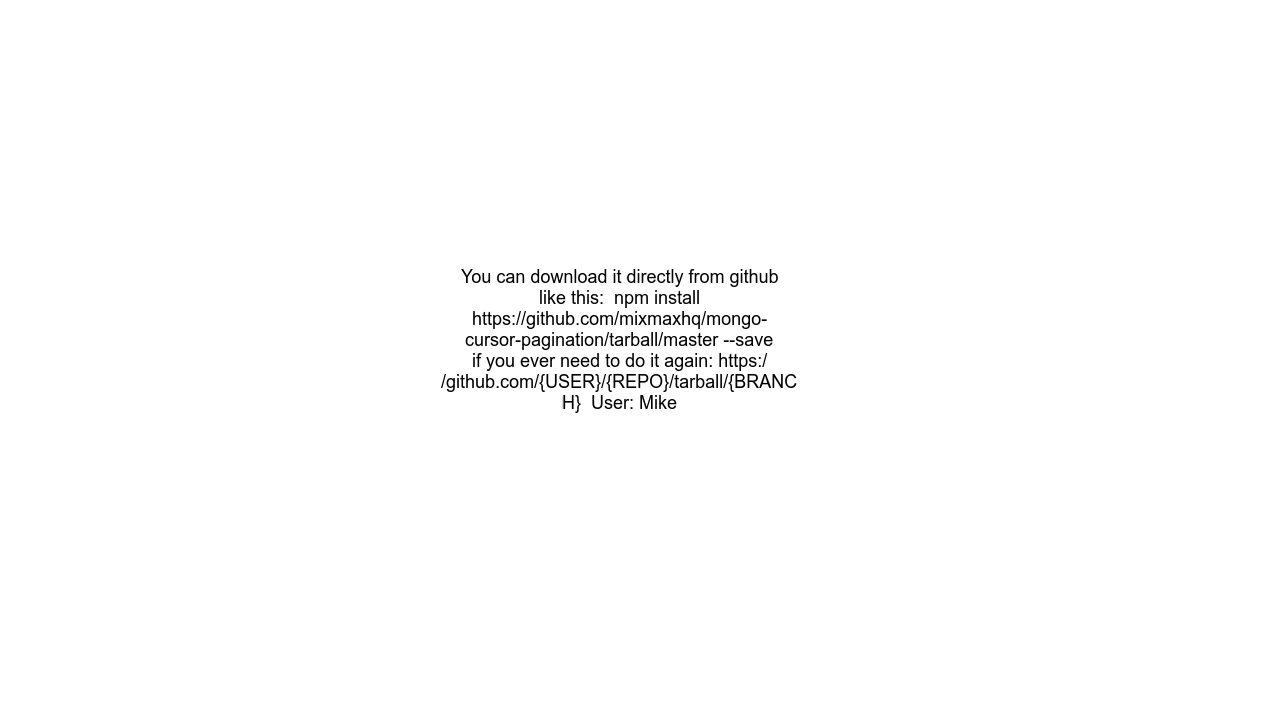 You can download it directly from github
like this:  npm install
https://github.com/mixmaxhq/mongo-
cursor-pagination/tarball/master --save
if you ever need to do it again: https:/
/github.com/{USER}/{REPO}/tarball/{BRANC
H}  User: Mike